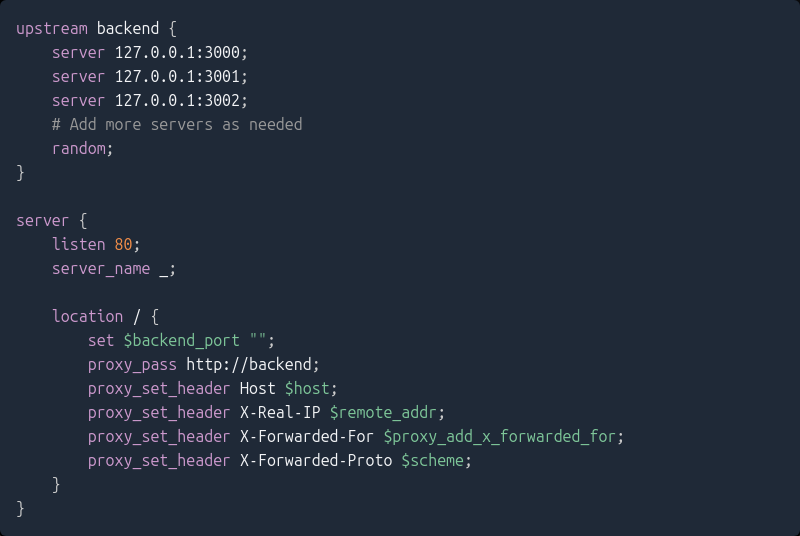 upstream backend {
    server 127.0.0.1:3000;
    server 127.0.0.1:3001;
    server 127.0.0.1:3002;
    # Add more servers as needed
    random;
}

server {
    listen 80;
    server_name _;

    location / {
        set $backend_port "";
        proxy_pass http://backend;
        proxy_set_header Host $host;
        proxy_set_header X-Real-IP $remote_addr;
        proxy_set_header X-Forwarded-For $proxy_add_x_forwarded_for;
        proxy_set_header X-Forwarded-Proto $scheme;
    }
}